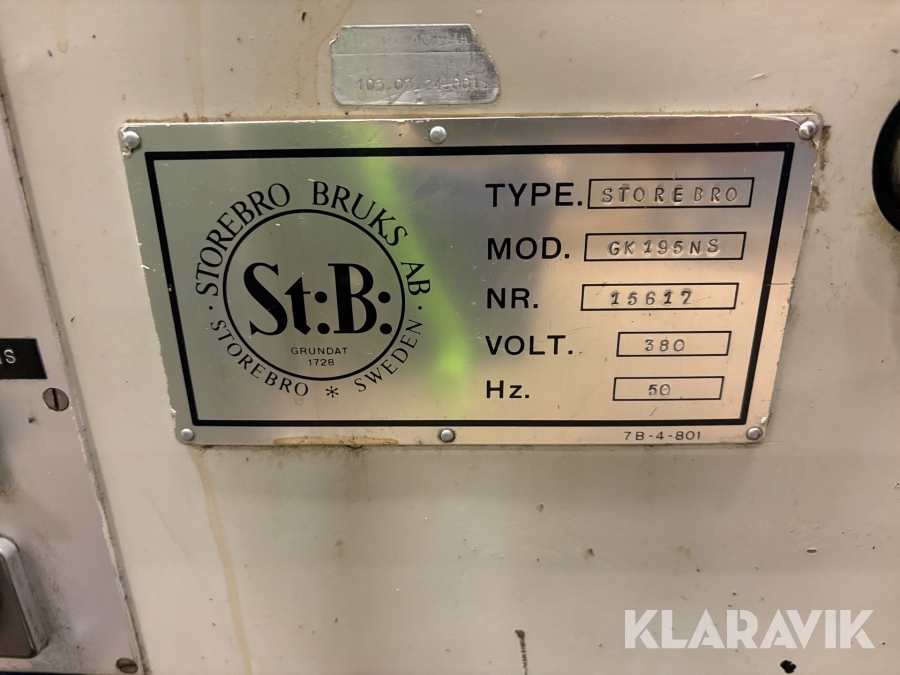 103.03.24.001
STOREBRO BRUKS AB.
St:B:
GRUNDAT
1728
· STOREBRO * SWEDEN ·
TYPE. STOREBRO
MOD. GK195NS
NR. 15617
VOLT. 380
Hz. 50
7B-4-801
NS
KLARAVIK